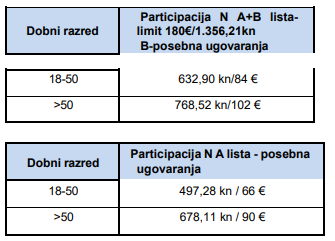 Dobni razred
Participacija N A+B lista-
limit 180€/1.356,21kn
B-posebna ugovaranja
18-50
632,90 kn/84 €
>50
768,52 kn/102 €
Dobni razred
Participacija N A lista - posebna
ugovaranja
18-50
497,28 kn / 66 €
>50
678,11 kn / 90 €